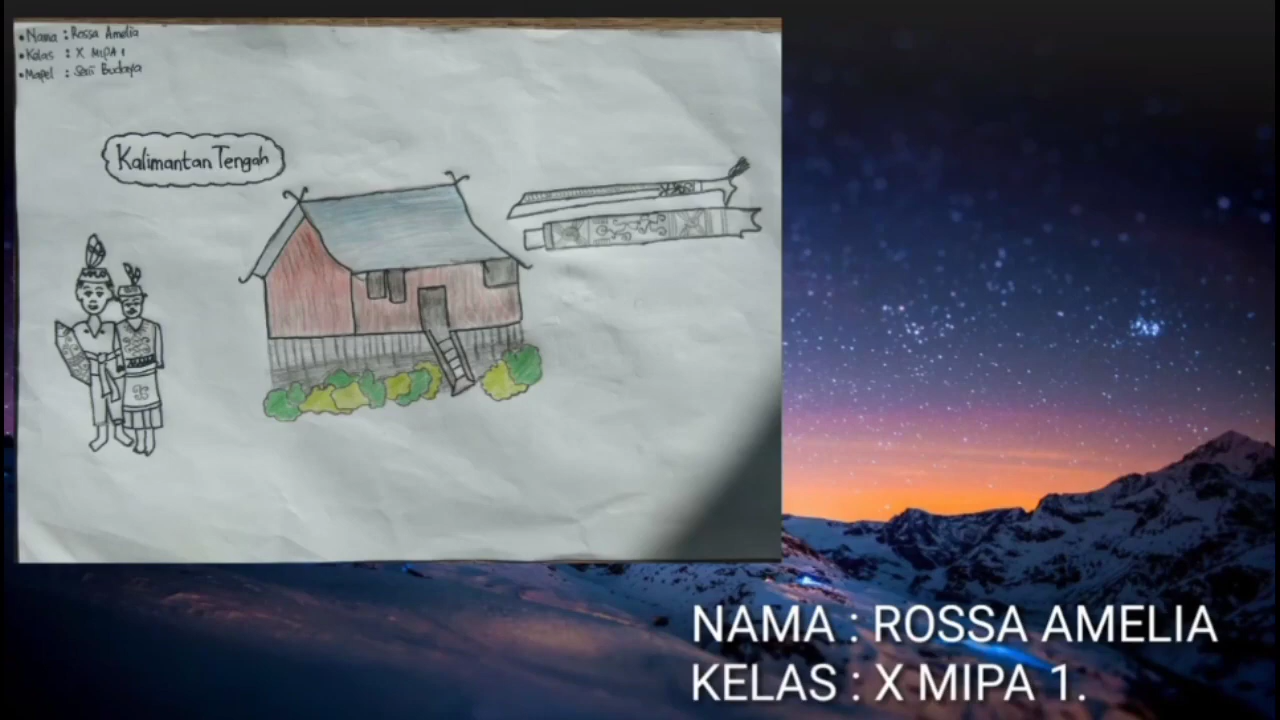 • Nama : Rossa Amelia
• Kelas : X MIPA 1
• Mapel : Seni Budaya
Kalimantan Tengah
NAMA : ROSSA AMELIA
KELAS : X MIPA 1.